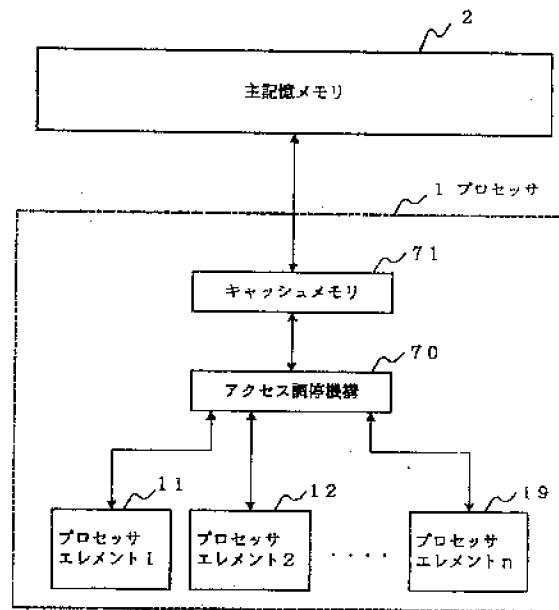 2
主記憶メモリ
1 プロセッサ
71
キャッシュメモリ
70
アクセス調停機構
11
プロセッサ
エレメント1
12
プロセッサ
エレメント2
・・・・
19
プロセッサ
エレメントn